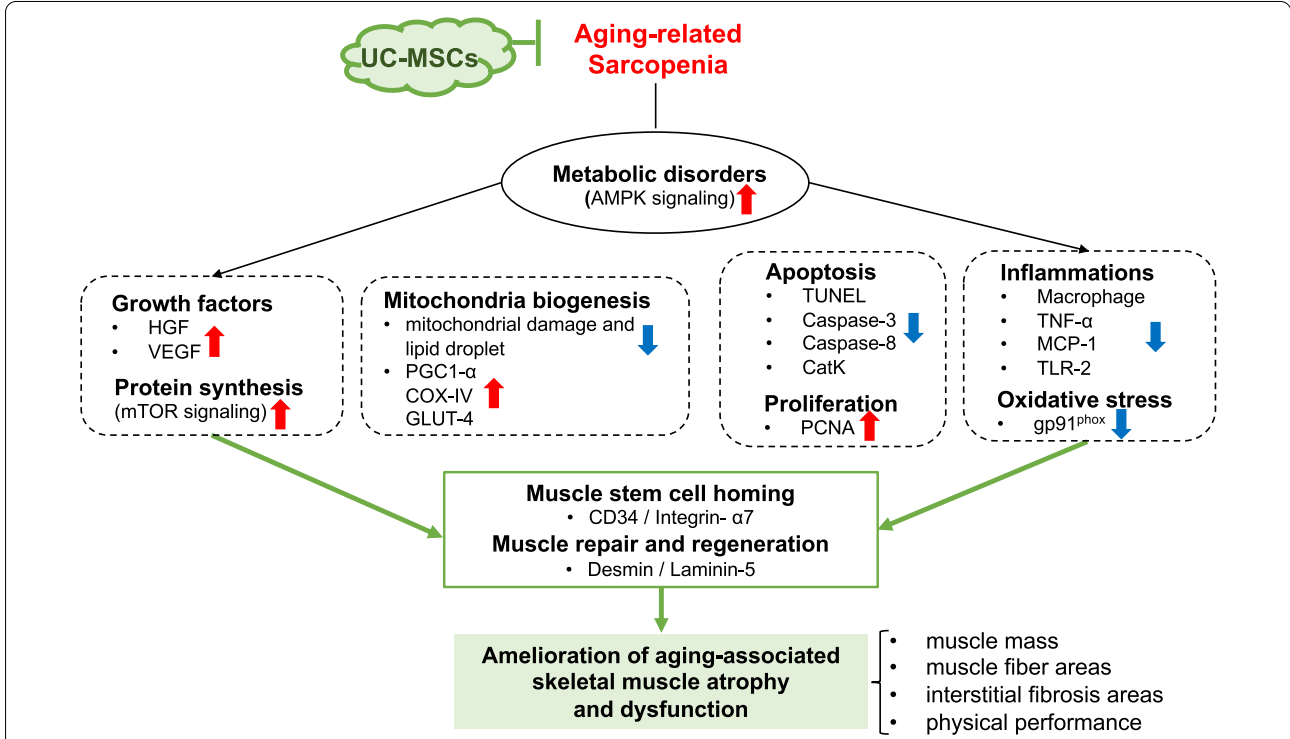 UC-MSCs
Aging-related
Sarcopenia
Metabolic disorders
(AMPK signaling)
Growth factors
• HGF
• VEGF
Protein synthesis
(mTOR signaling)
Mitochondria biogenesis
• mitochondrial damage and
lipid droplet
• PGC1-α
COX-IV
GLUT-4
Apoptosis
• TUNEL
• Caspase-3
• Caspase-8
• CatK
Proliferation
• PCNA
Inflammations
• Macrophage
• TNF-α
• MCP-1
• TLR-2
Oxidative stress
• gp91phox
Muscle stem cell homing
• CD34 / Integrin- α7
Muscle repair and regeneration
• Desmin / Laminin-5
Amelioration of aging-associated
skeletal muscle atrophy
and dysfunction
• muscle mass
• muscle fiber areas
• interstitial fibrosis areas
• physical performance